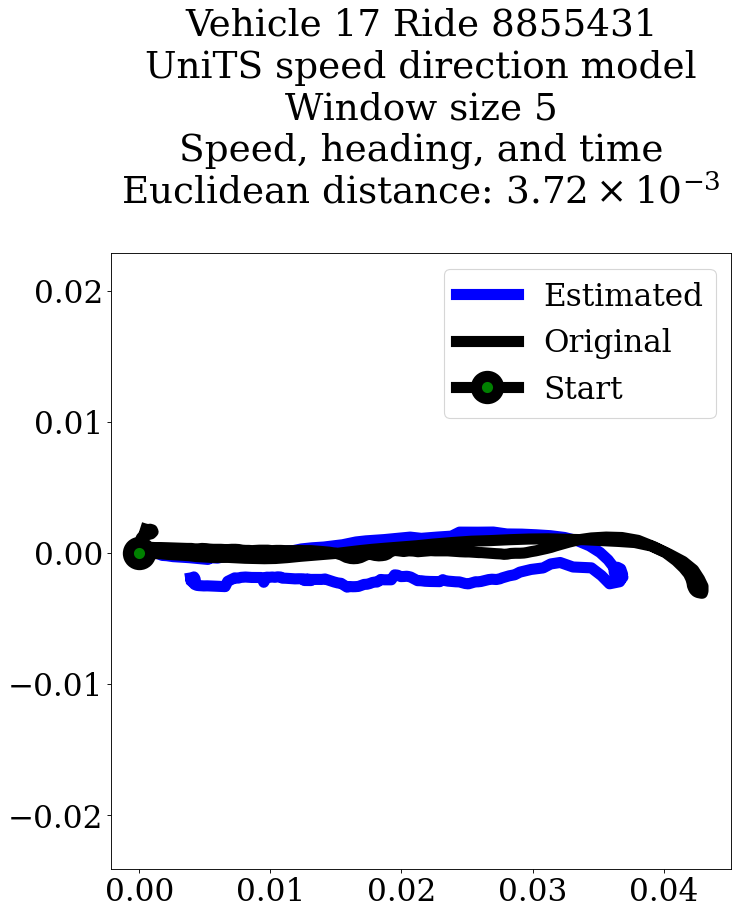 Vehicle 17 Ride 8855431
UniTS speed direction model
Window size 5
Speed, heading, and time
Euclidean distance: 3.72 × 10⁻³
Estimated
Original
Start
0.02
0.01
0.00
−0.01
−0.02
0.00 0.01 0.02 0.03 0.04